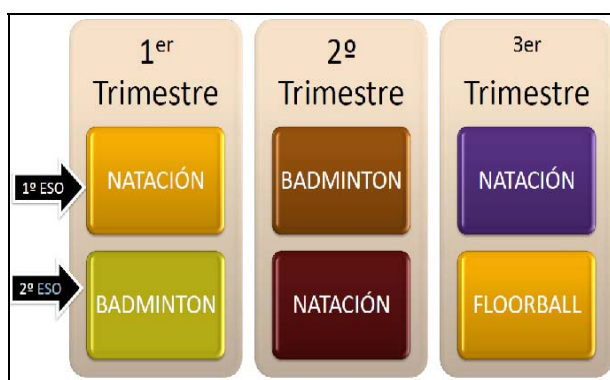 1er
Trimestre
2º
Trimestre
3er
Trimestre
1º ESO
NATACIÓN
BADMINTON
NATACIÓN
2º ESO
BADMINTON
NATACIÓN
FLOORBALL